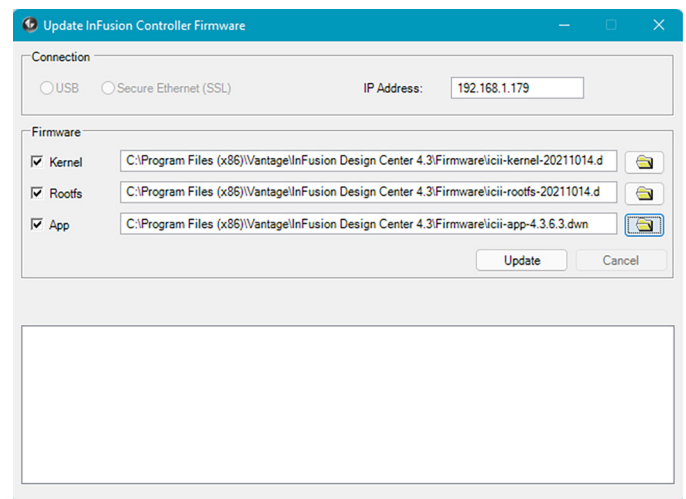 Update InFusion Controller Firmware
Connection
USB Secure Ethernet (SSL) IP Address: 192.168.1.179
Firmware
Kernel C:\Program Files (x86)\Vantage\InFusion Design Center 4.3\Firmware\icii-kernel-20211014.d
Rootfs C:\Program Files (x86)\Vantage\InFusion Design Center 4.3\Firmware\icii-rootfs-20211014.d
App C:\Program Files (x86)\Vantage\InFusion Design Center 4.3\Firmware\icii-app-4.3.6.3.dwn
Update Cancel